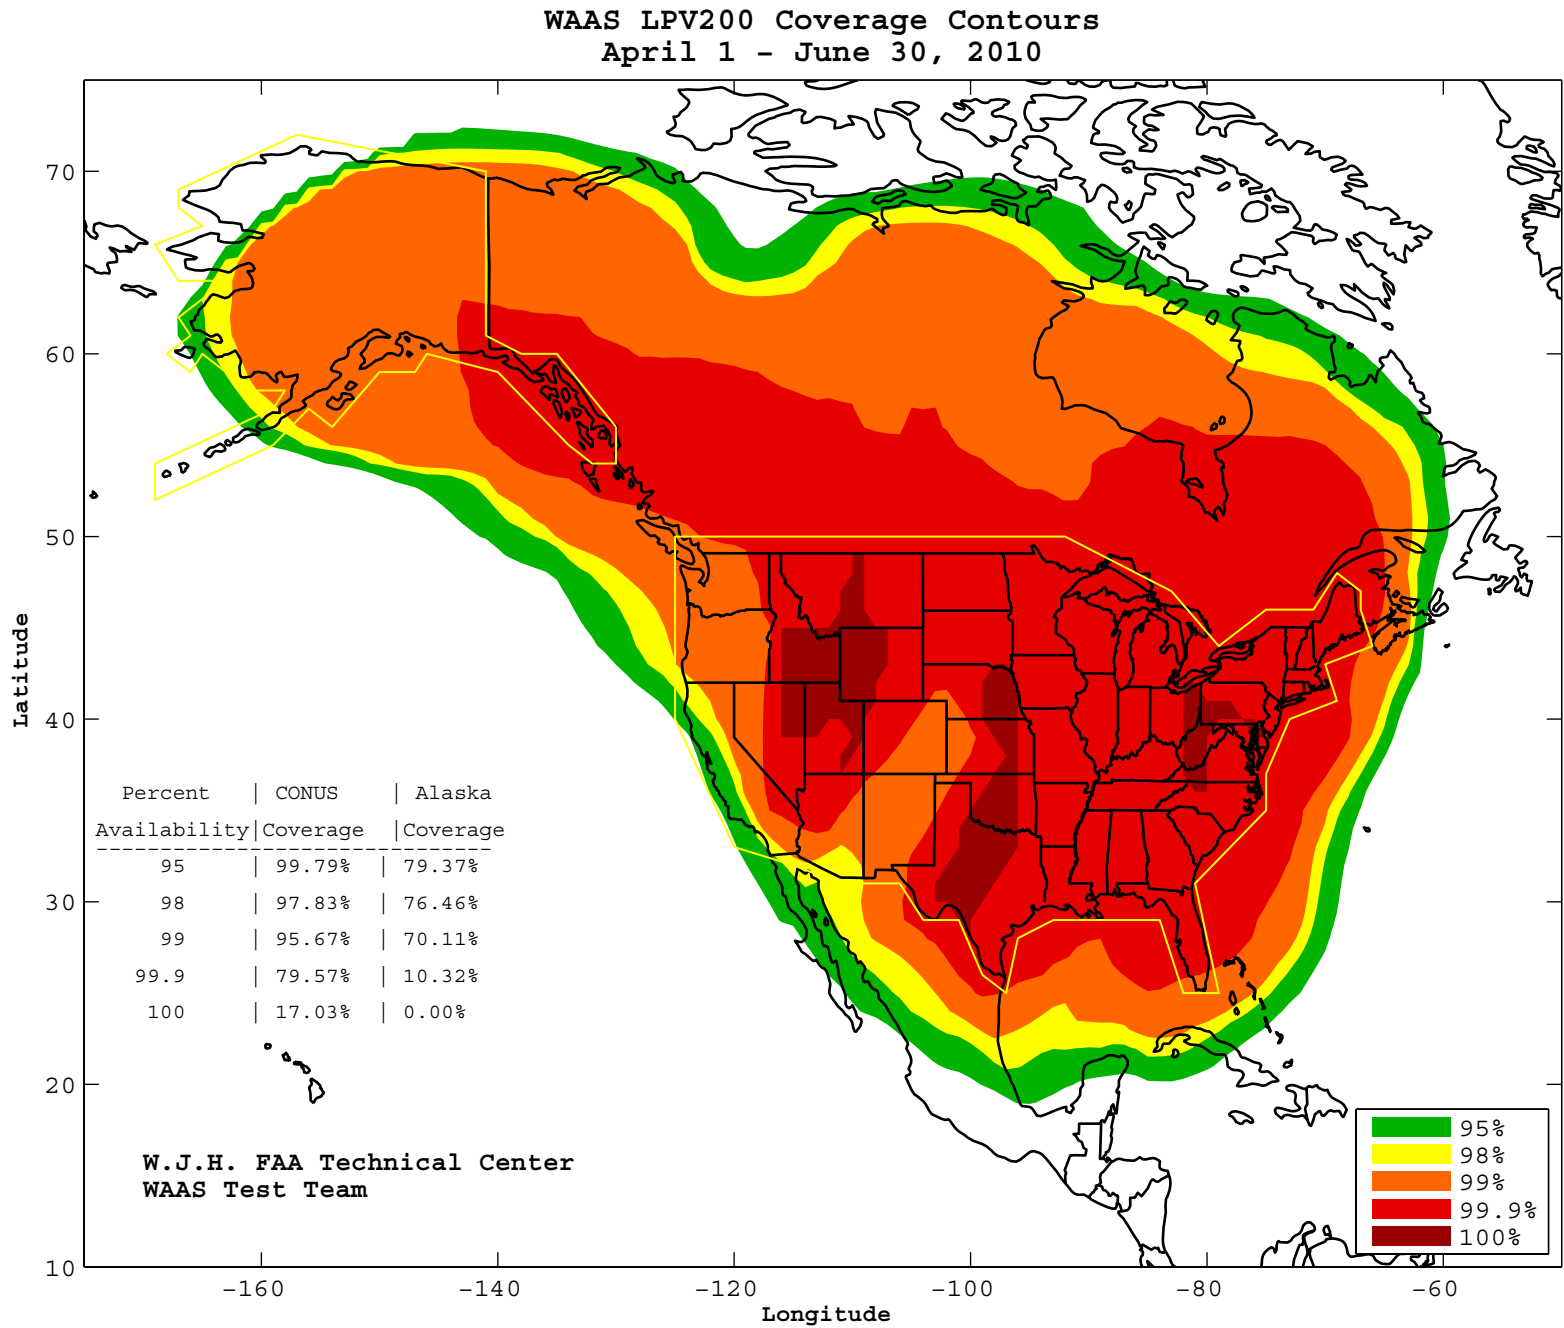 WAAS LPV200 Coverage Contours
April 1 - June 30, 2010
70
60
50
40
30
20
10
Latitude
Percent | CONUS | Alaska
Availability|Coverage |Coverage
--------------------------------
95 | 99.79% | 79.37%
98 | 97.83% | 76.46%
99 | 95.67% | 70.11%
99.9 | 79.57% | 10.32%
100 | 17.03% | 0.00%
W.J.H. FAA Technical Center
WAAS Test Team
95%
98%
99%
99.9%
100%
-160 -140 -120 -100 -80 -60
Longitude